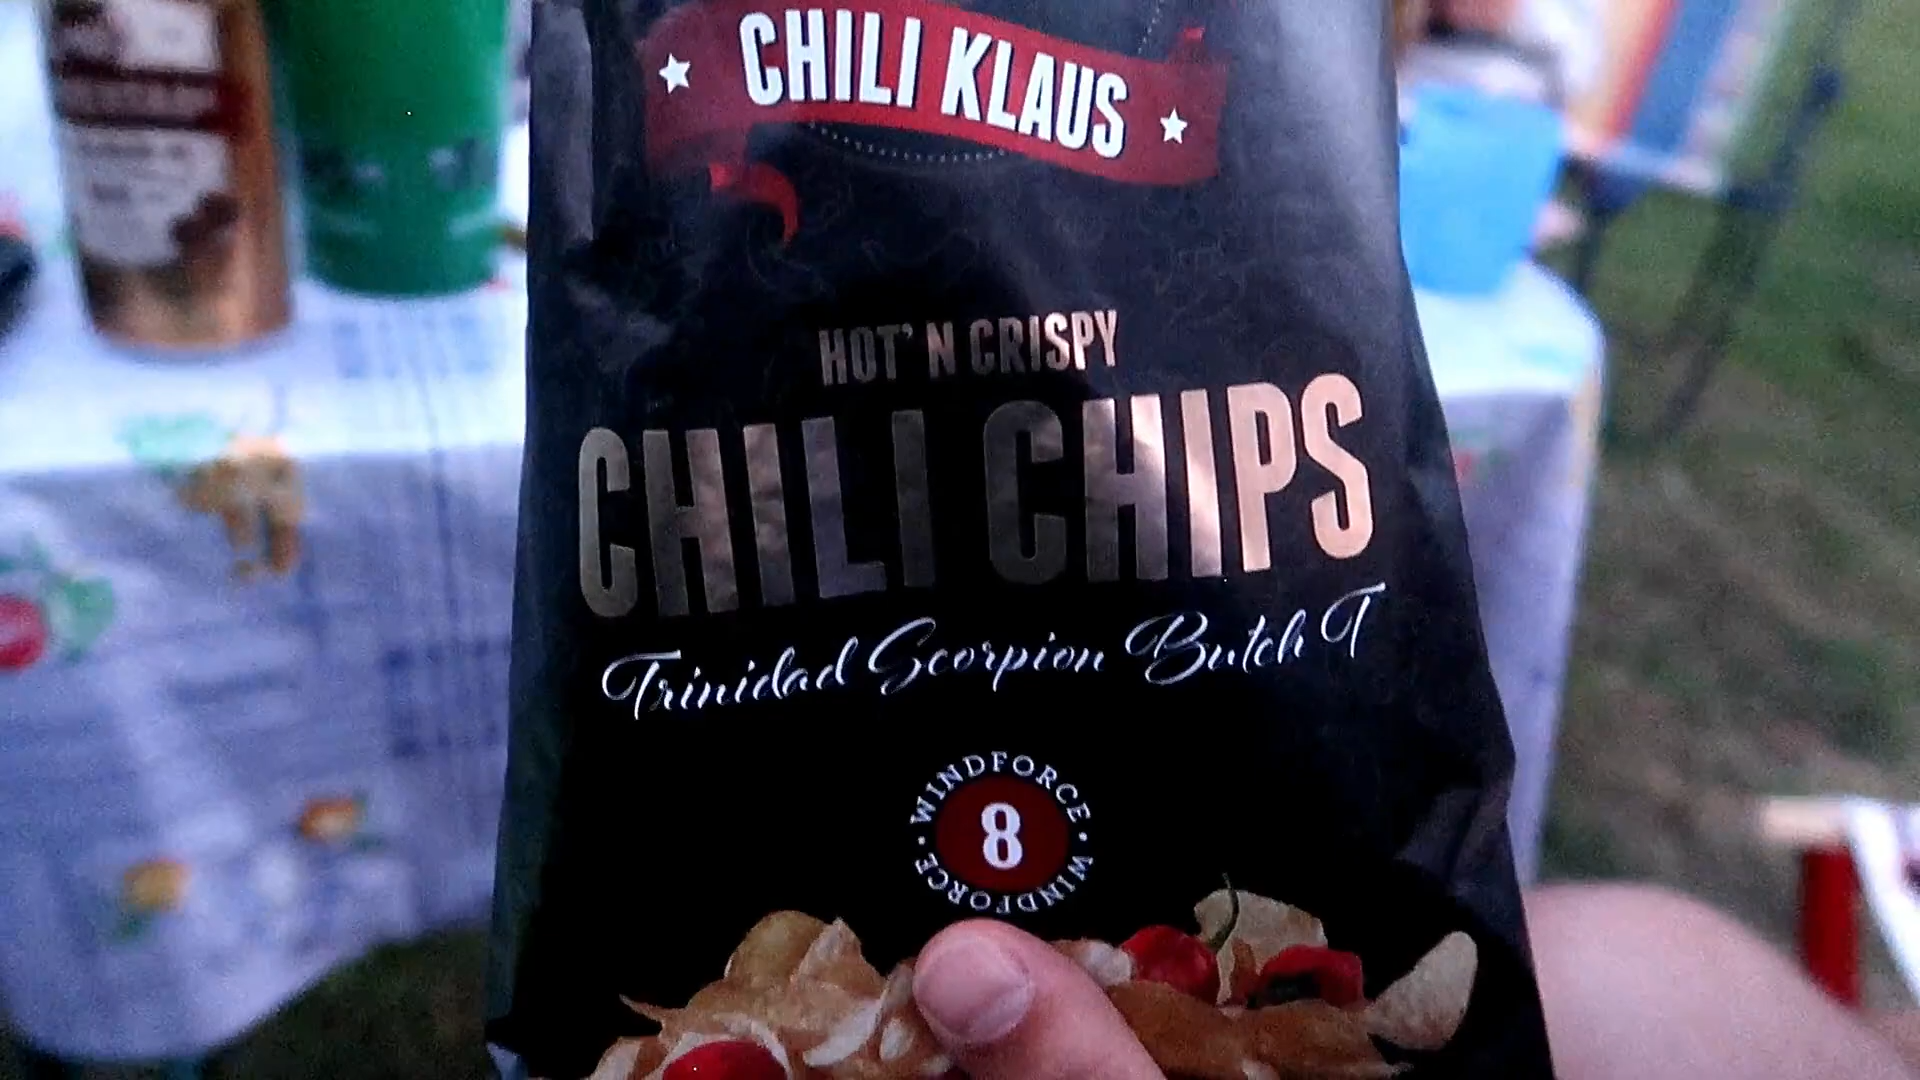 CHILI KLAUS
HOT' N CRISPY
CHILI CHIPS
Trinidad Scorpion Butch T
WINDFORCE · WINDFORCE ·
8